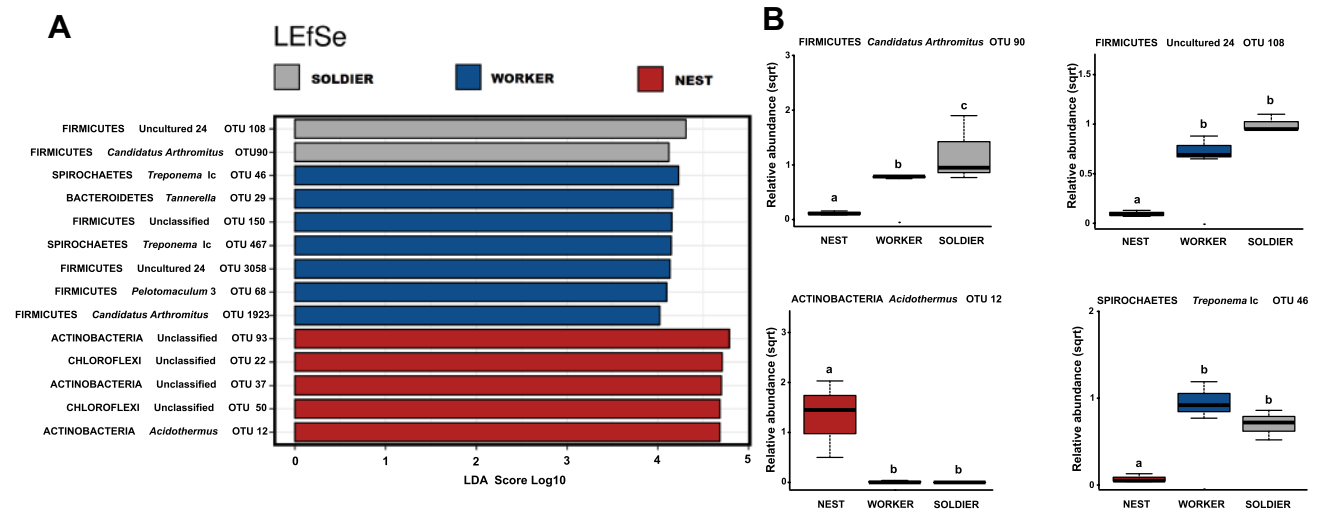 A
LEfSe
SOLDIER WORKER NEST
FIRMICUTES Uncultured 24 OTU 108
FIRMICUTES Candidatus Arthromitus OTU90
SPIROCHAETES Treponema Ic OTU 46
BACTEROIDETES Tannerella OTU 29
FIRMICUTES Unclassified OTU 150
SPIROCHAETES Treponema Ic OTU 467
FIRMICUTES Uncultured 24 OTU 3058
FIRMICUTES Pelotomaculum 3 OTU 68
FIRMICUTES Candidatus Arthromitus OTU 1923
ACTINOBACTERIA Unclassified OTU 93
CHLOROFLEXI Unclassified OTU 22
ACTINOBACTERIA Unclassified OTU 37
CHLOROFLEXI Unclassified OTU 50
ACTINOBACTERIA Acidothermus OTU 12
0 1 2 3 4 5
LDA Score Log10
B
FIRMICUTES Candidatus Arthromitus OTU 90
Relative abundance (sqrt)
3
2
1
0
a b c
NEST WORKER SOLDIER
FIRMICUTES Uncultured 24 OTU 108
Relative abundance (sqrt)
1.5
1
0.5
0
a b b
NEST WORKER SOLDIER
ACTINOBACTERIA Acidothermus OTU 12
Relative abundance (sqrt)
3
2
1
0
a b b
NEST WORKER SOLDIER
SPIROCHAETES Treponema Ic OTU 46
Relative abundance (sqrt)
2
1
0
a b b
NEST WORKER SOLDIER